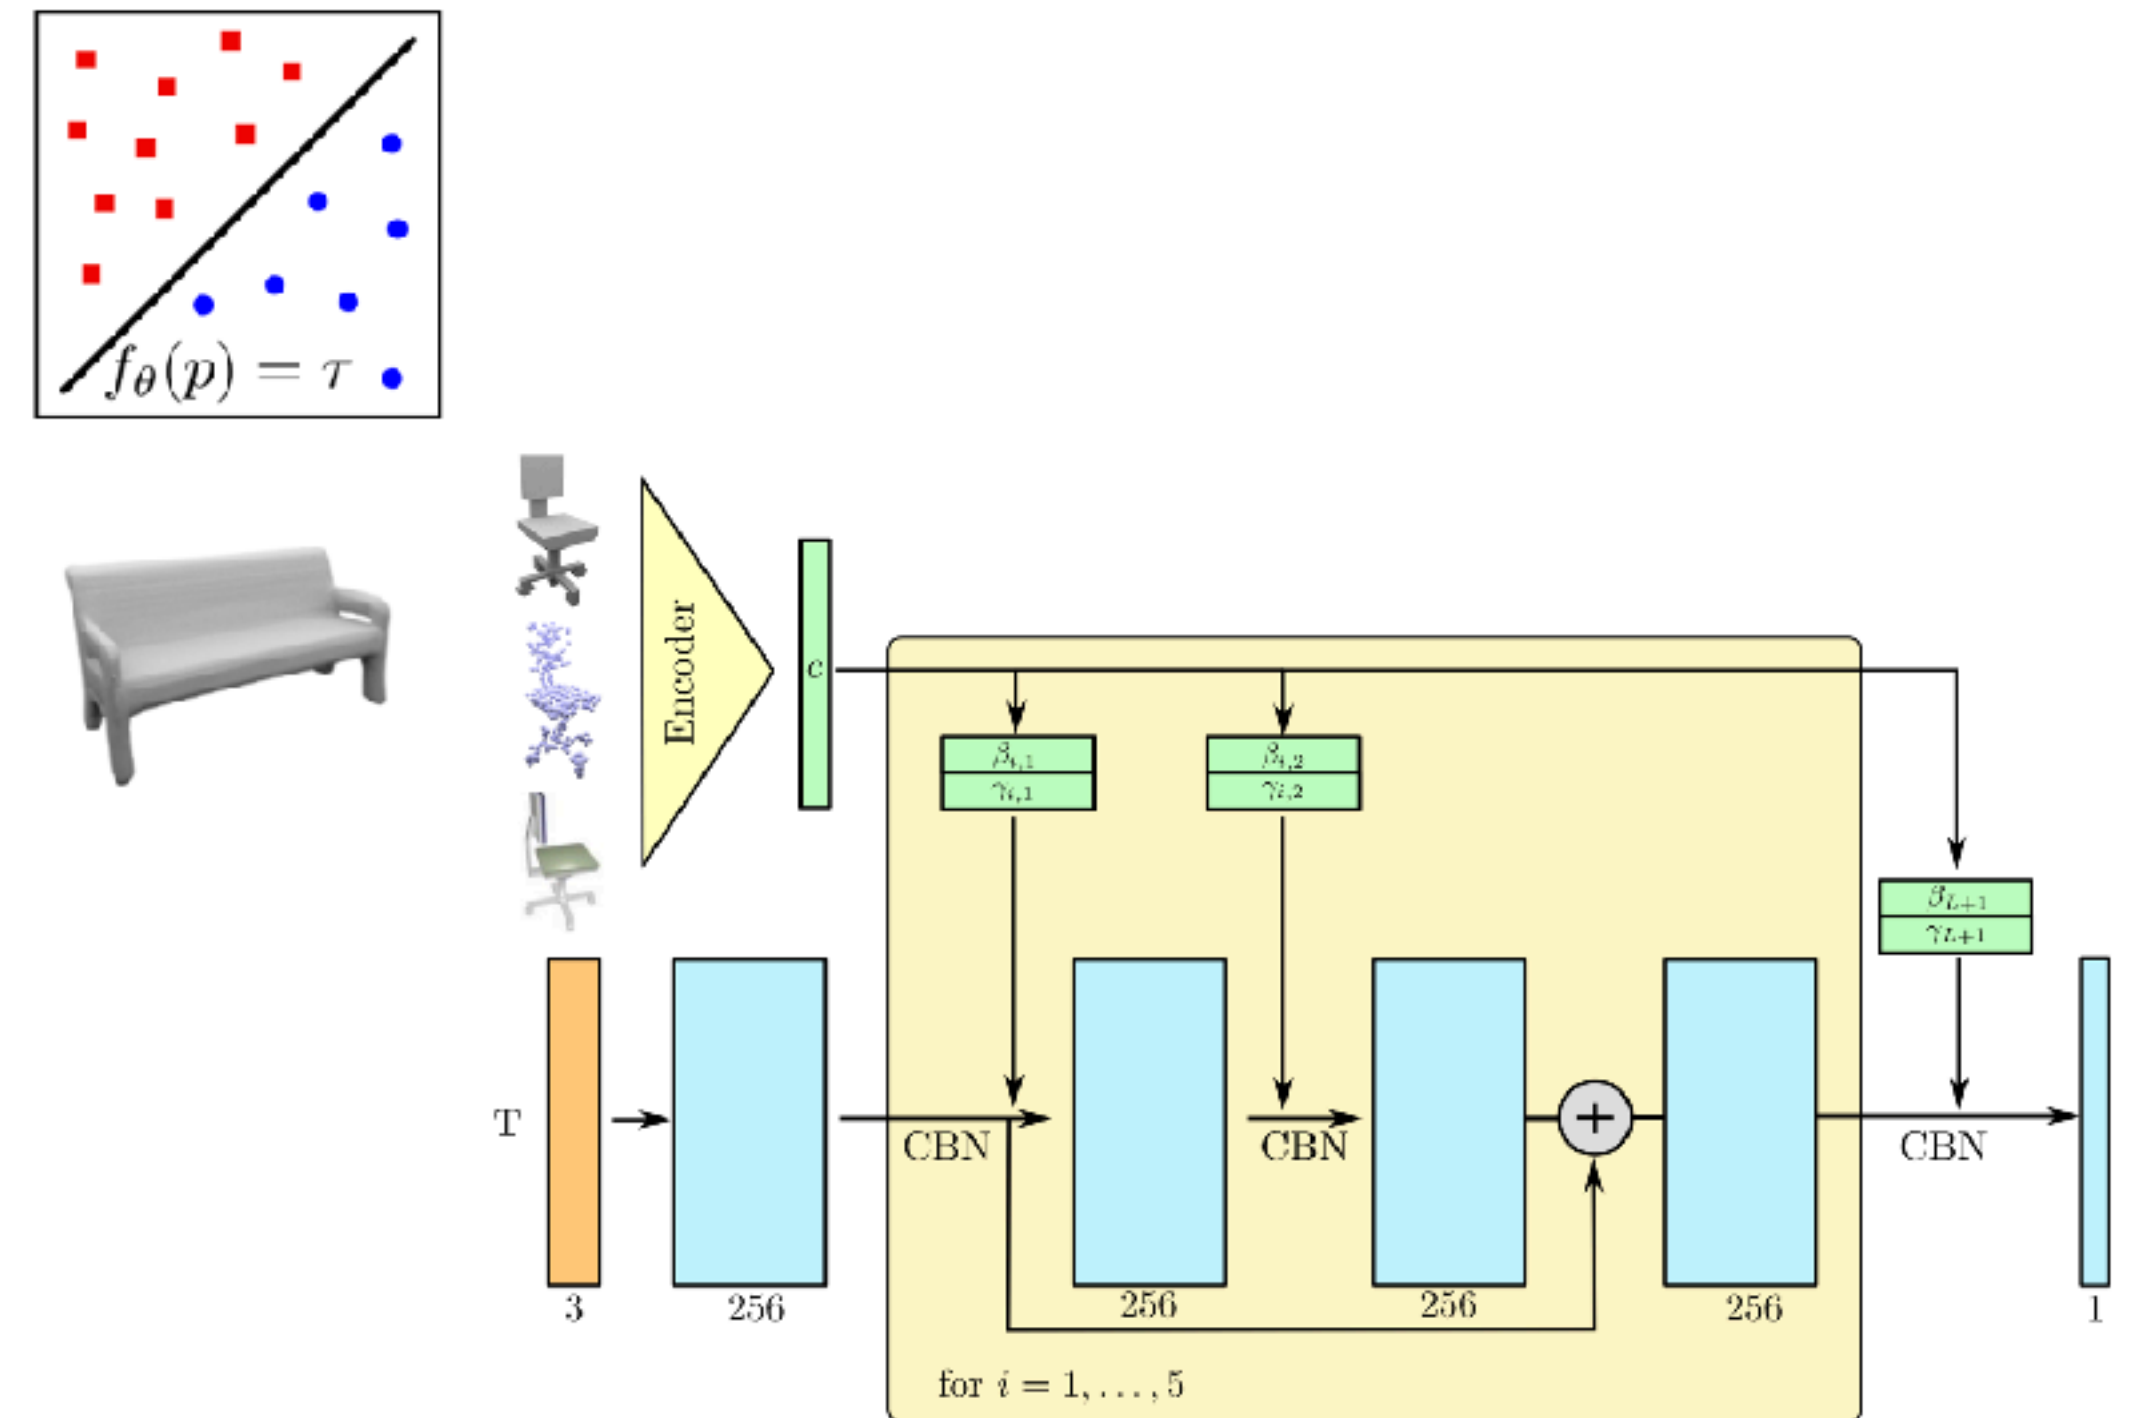 fθ(p) = τ
Encoder
c
βi,1
γi,1
βi,2
γi,2
βL+1
γL+1
T
CBN
CBN
CBN
3
256
256
256
256
1
for i = 1, . . . , 5